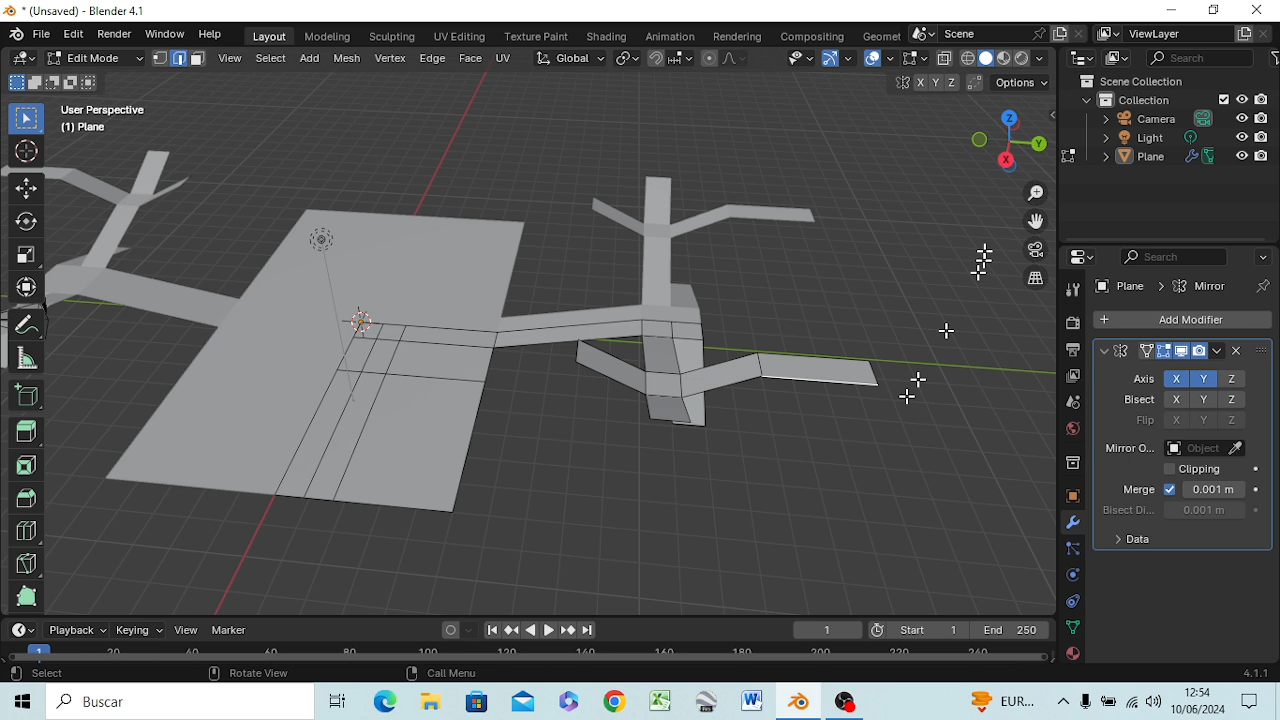 * (Unsaved) - Blender 4.1
File Edit Render Window Help
Layout Modeling Sculpting UV Editing Texture Paint Shading Animation Rendering Compositing Geomet
Scene
ViewLayer
Edit Mode View Select Add Mesh Vertex Edge Face UV
Global
Search
X Y Z Options
User Perspective
(1) Plane
Scene Collection
Collection
Camera
Light
Plane
Z
Y
X
Search
Plane > Mirror
+ Add Modifier
Axis X Y Z
Bisect X Y Z
Flip X Y Z
Mirror O... Object
Clipping
Merge 0.001 m
Bisect Di... 0.001 m
> Data
Playback Keying View Marker
1 Start 1 End 250
1 20 40 60 80 100 120 140 160 180 200 220 240
Select Rotate View Call Menu 4.1.1
Buscar
EUR...
12:54
10/06/2024